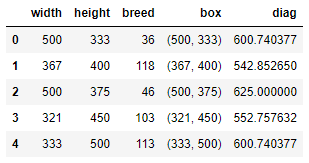 width height breed box diag
0 500 333 36 (500, 333) 600.740377
1 367 400 118 (367, 400) 542.852650
2 500 375 46 (500, 375) 625.000000
3 321 450 103 (321, 450) 552.757632
4 333 500 113 (333, 500) 600.740377